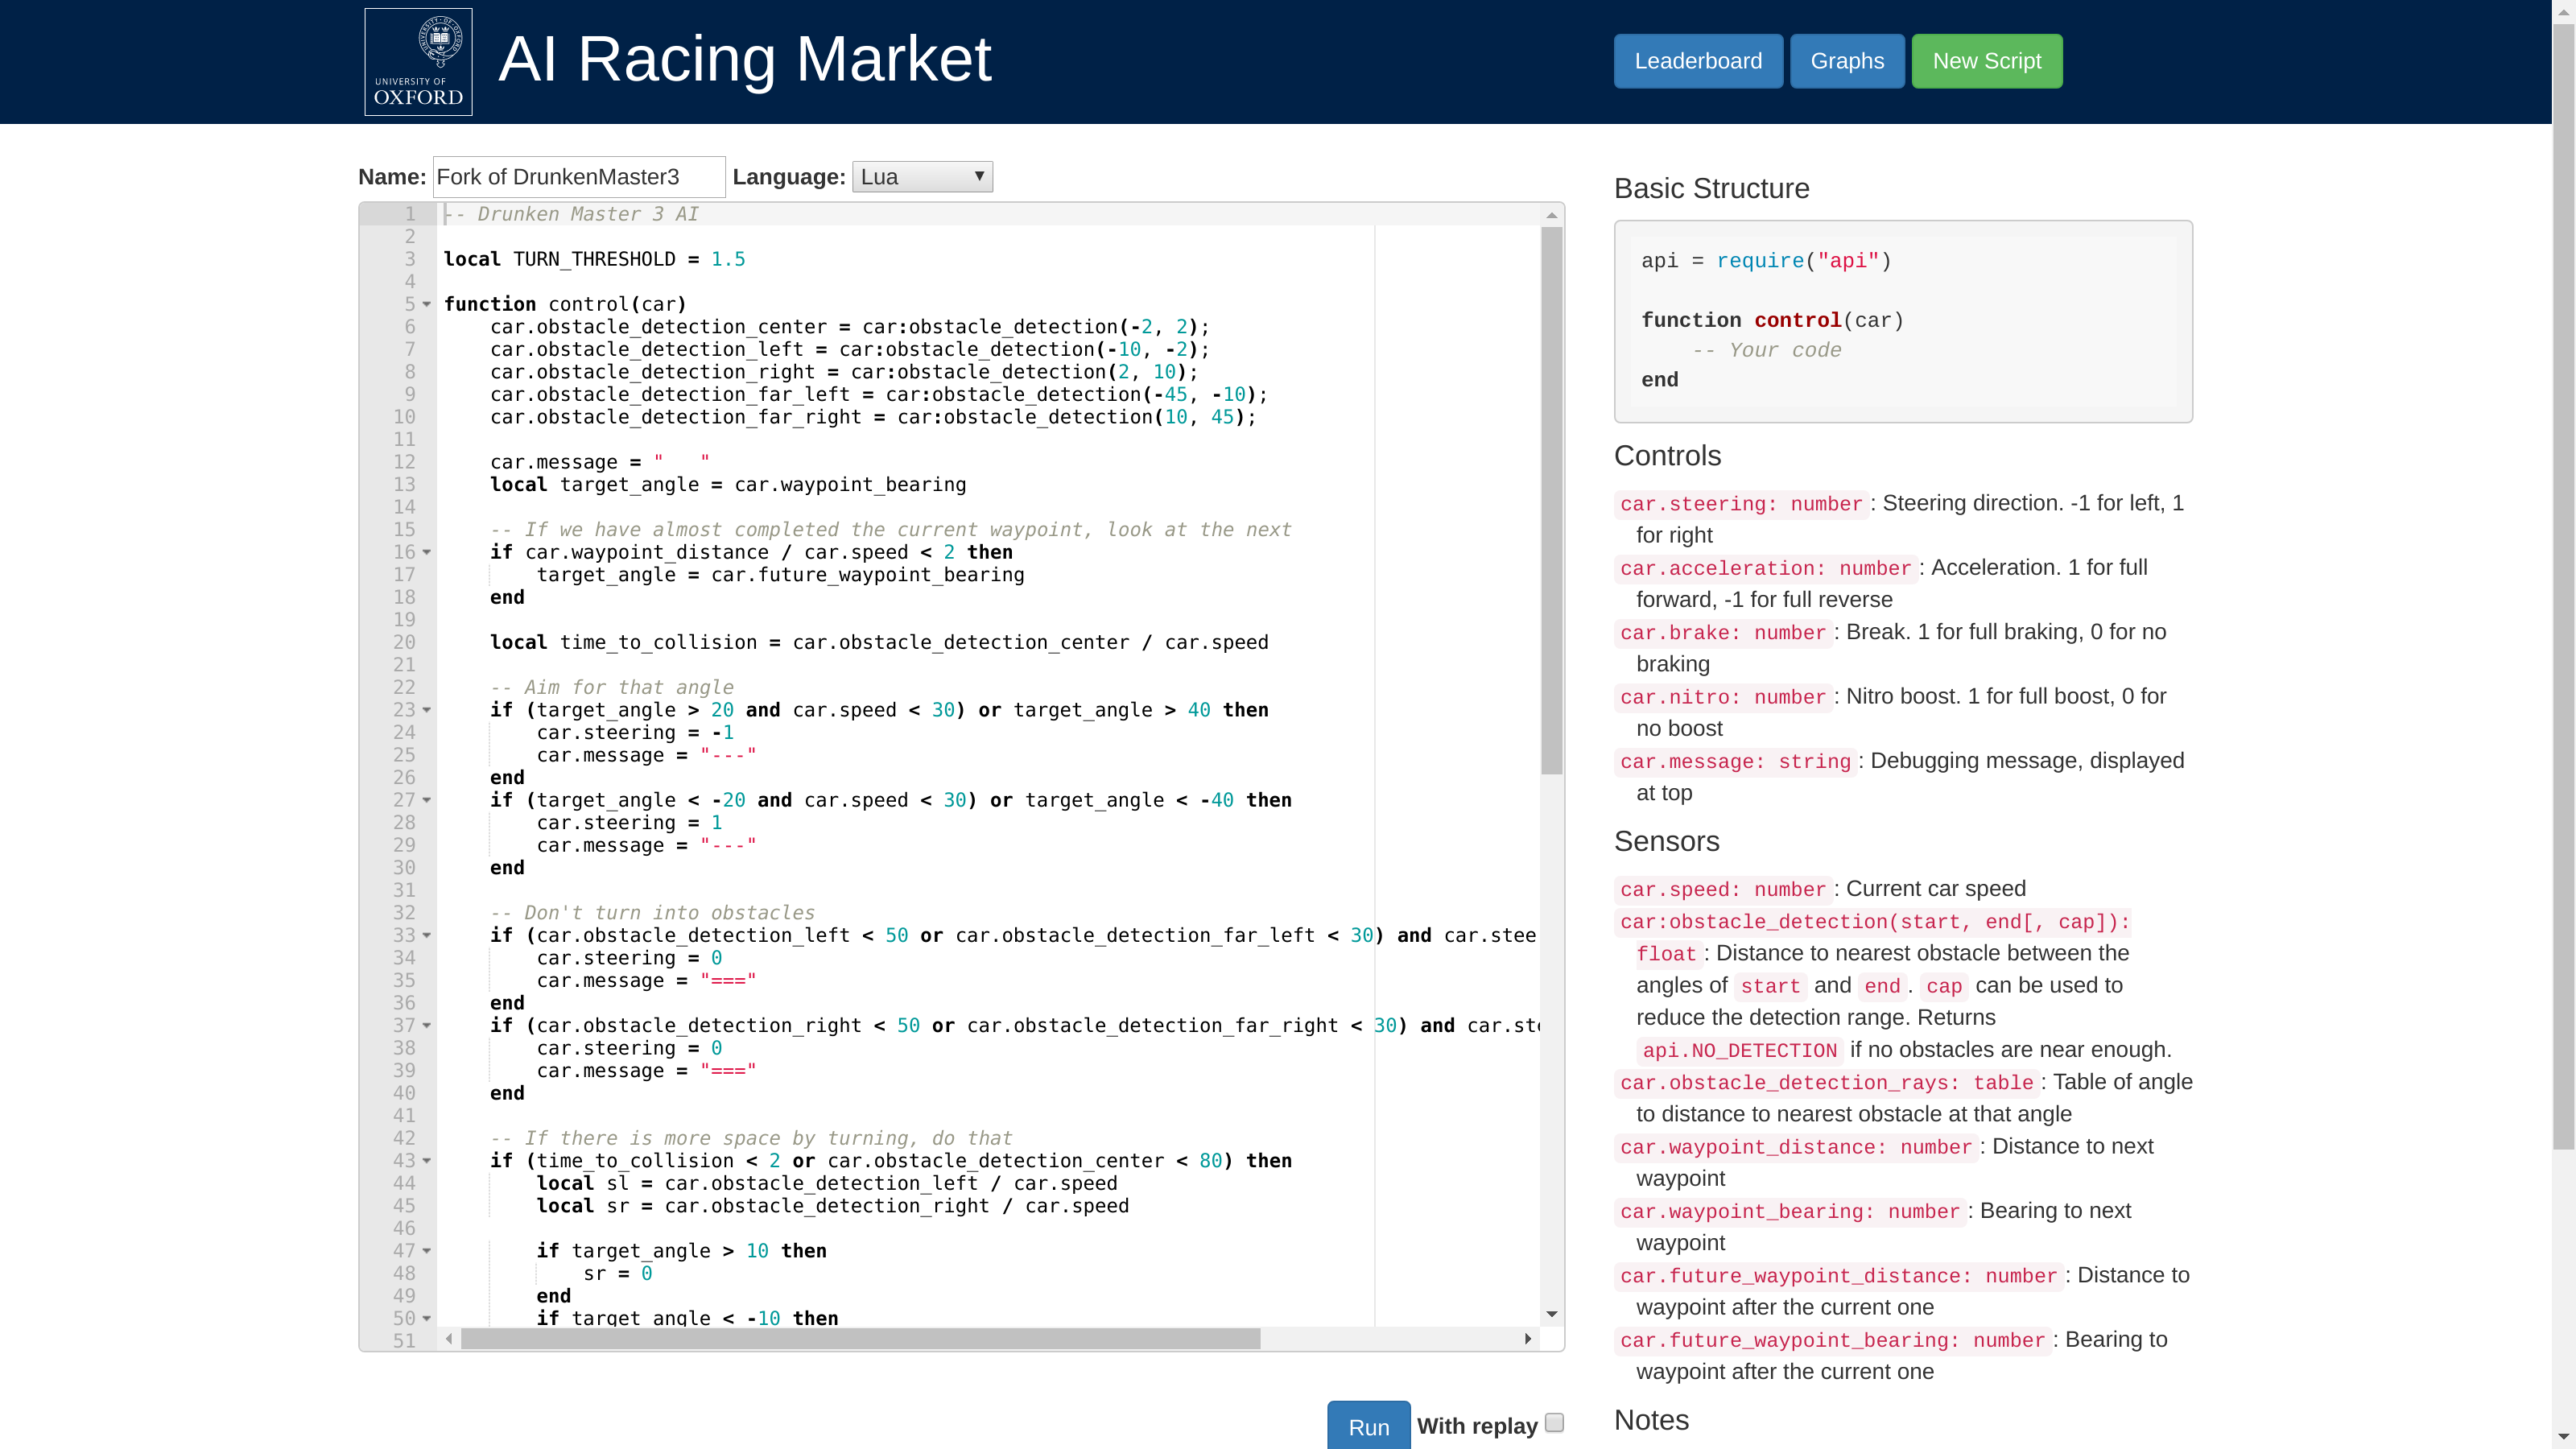 UNIVERSITY OF
OXFORD
AI Racing Market
Leaderboard Graphs New Script
Name: Fork of DrunkenMaster3 Language: Lua
1 -- Drunken Master 3 AI
2
3 local TURN_THRESHOLD = 1.5
4
5 function control(car)
6 car.obstacle_detection_center = car:obstacle_detection(-2, 2);
7 car.obstacle_detection_left = car:obstacle_detection(-10, -2);
8 car.obstacle_detection_right = car:obstacle_detection(2, 10);
9 car.obstacle_detection_far_left = car:obstacle_detection(-45, -10);
10 car.obstacle_detection_far_right = car:obstacle_detection(10, 45);
11
12 car.message = "   "
13 local target_angle = car.waypoint_bearing
14
15 -- If we have almost completed the current waypoint, look at the next
16 if car.waypoint_distance / car.speed < 2 then
17 target_angle = car.future_waypoint_bearing
18 end
19
20 local time_to_collision = car.obstacle_detection_center / car.speed
21
22 -- Aim for that angle
23 if (target_angle > 20 and car.speed < 30) or target_angle > 40 then
24 car.steering = -1
25 car.message = "---"
26 end
27 if (target_angle < -20 and car.speed < 30) or target_angle < -40 then
28 car.steering = 1
29 car.message = "---"
30 end
31
32 -- Don't turn into obstacles
33 if (car.obstacle_detection_left < 50 or car.obstacle_detection_far_left < 30) and car.stee
34 car.steering = 0
35 car.message = "==="
36 end
37 if (car.obstacle_detection_right < 50 or car.obstacle_detection_far_right < 30) and car.ste
38 car.steering = 0
39 car.message = "==="
40 end
41
42 -- If there is more space by turning, do that
43 if (time_to_collision < 2 or car.obstacle_detection_center < 80) then
44 local sl = car.obstacle_detection_left / car.speed
45 local sr = car.obstacle_detection_right / car.speed
46
47 if target_angle > 10 then
48 sr = 0
49 end
50 if target_angle < -10 then
51
Run With replay
Basic Structure
api = require("api")
function control(car)
-- Your code
end
Controls
car.steering: number : Steering direction. -1 for left, 1
for right
car.acceleration: number : Acceleration. 1 for full
forward, -1 for full reverse
car.brake: number : Break. 1 for full braking, 0 for no
braking
car.nitro: number : Nitro boost. 1 for full boost, 0 for
no boost
car.message: string : Debugging message, displayed
at top
Sensors
car.speed: number : Current car speed
car:obstacle_detection(start, end[, cap]):
float : Distance to nearest obstacle between the
angles of start and end . cap can be used to
reduce the detection range. Returns
api.NO_DETECTION if no obstacles are near enough.
car.obstacle_detection_rays: table : Table of angle
to distance to nearest obstacle at that angle
car.waypoint_distance: number : Distance to next
waypoint
car.waypoint_bearing: number : Bearing to next
waypoint
car.future_waypoint_distance: number : Distance to
waypoint after the current one
car.future_waypoint_bearing: number : Bearing to
waypoint after the current one
Notes